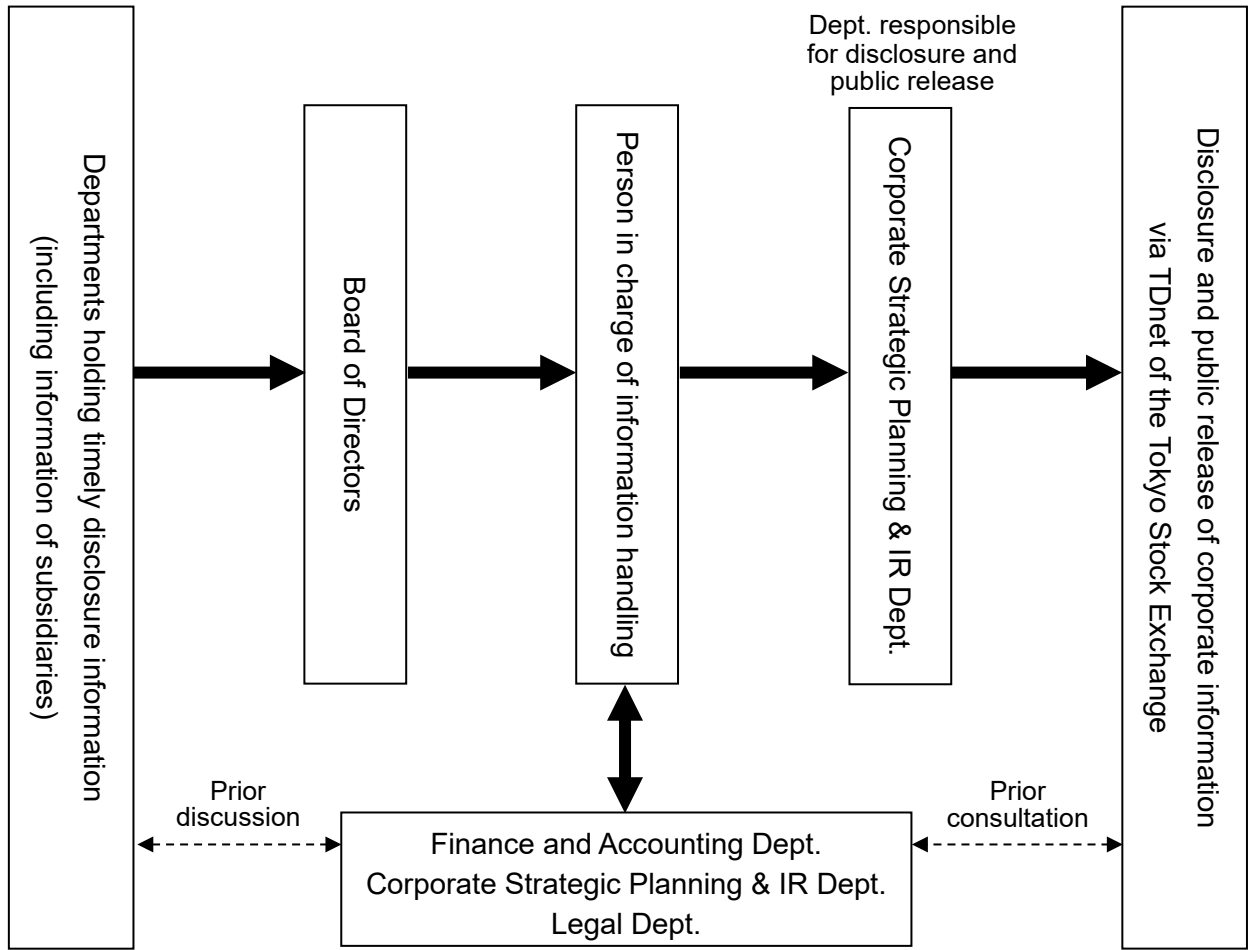 Departments holding timely disclosure information
(including information of subsidiaries)
Board of Directors
Person in charge of information handling
Dept. responsible
for disclosure and
public release
Corporate Strategic Planning & IR Dept.
Disclosure and public release of corporate information
via TDnet of the Tokyo Stock Exchange
Prior
discussion
Finance and Accounting Dept.
Corporate Strategic Planning & IR Dept.
Legal Dept.
Prior
consultation